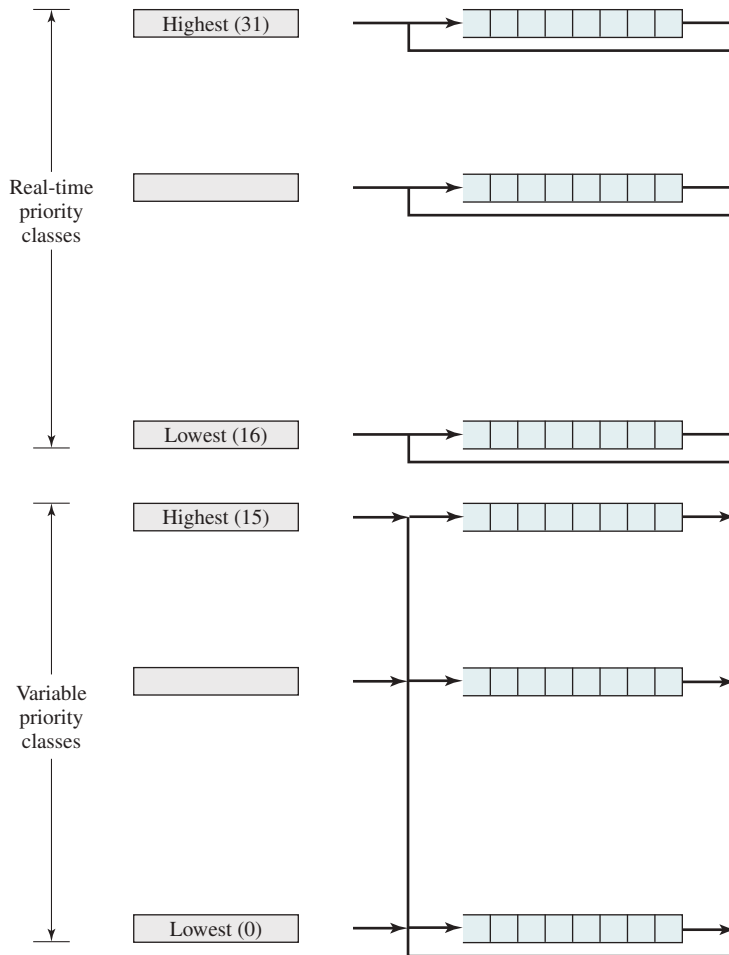 Highest (31)
Real-time
priority
classes
Lowest (16)
Highest (15)
Variable
priority
classes
Lowest (0)